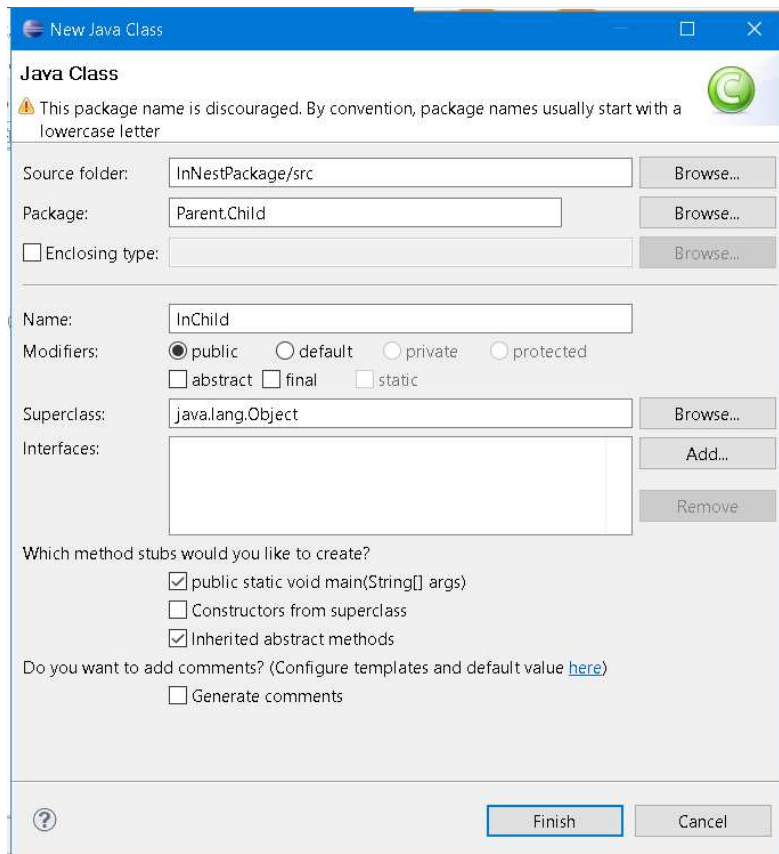 New Java Class
Java Class
This package name is discouraged. By convention, package names usually start with a
lowercase letter
Source folder: InNestPackage/src Browse...
Package: Parent.Child Browse...
Enclosing type: Browse...
Name: InChild
Modifiers: public default private protected
abstract final static
Superclass: java.lang.Object Browse...
Interfaces: Add...
Remove
Which method stubs would you like to create?
public static void main(String[] args)
Constructors from superclass
Inherited abstract methods
Do you want to add comments? (Configure templates and default value here)
Generate comments
Finish Cancel